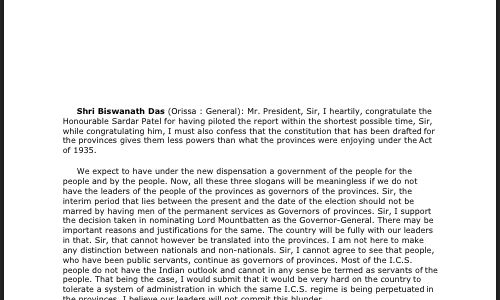 Shri Biswanath Das (Orissa : General): Mr. President, Sir, I heartily, congratulate the
Honourable Sardar Patel for having piloted the report within the shortest possible time, Sir,
while congratulating him, I must also confess that the constitution that has been drafted for
the provinces gives them less powers than what the provinces were enjoying under the Act
of 1935.
We expect to have under the new dispensation a government of the people for the
people and by the people. Now, all these three slogans will be meaningless if we do not
have the leaders of the people of the provinces as governors of the provinces. Sir, the
interim period that lies between the present and the date of the election should not be
marred by having men of the permanent services as Governors of provinces. Sir, I support
the decision taken in nominating Lord Mountbatten as the Governor-General. There may be
important reasons and justifications for the same. The country will be fully with our leaders
in that. Sir, that cannot however be translated into the provinces. I am not here to make
any distinction between nationals and non-nationals. Sir, I cannot agree to see that people,
who have been public servants, continue as governors of provinces. Most of the I.C.S.
people do not have the Indian outlook and cannot in any sense be termed as servants of the
people. That being the case, I would submit that it would be very hard on the country to
tolerate a system of administration in which the same I.C.S. regime is being perpetuated in
the provinces. I believe our leaders will not commit this blunder.